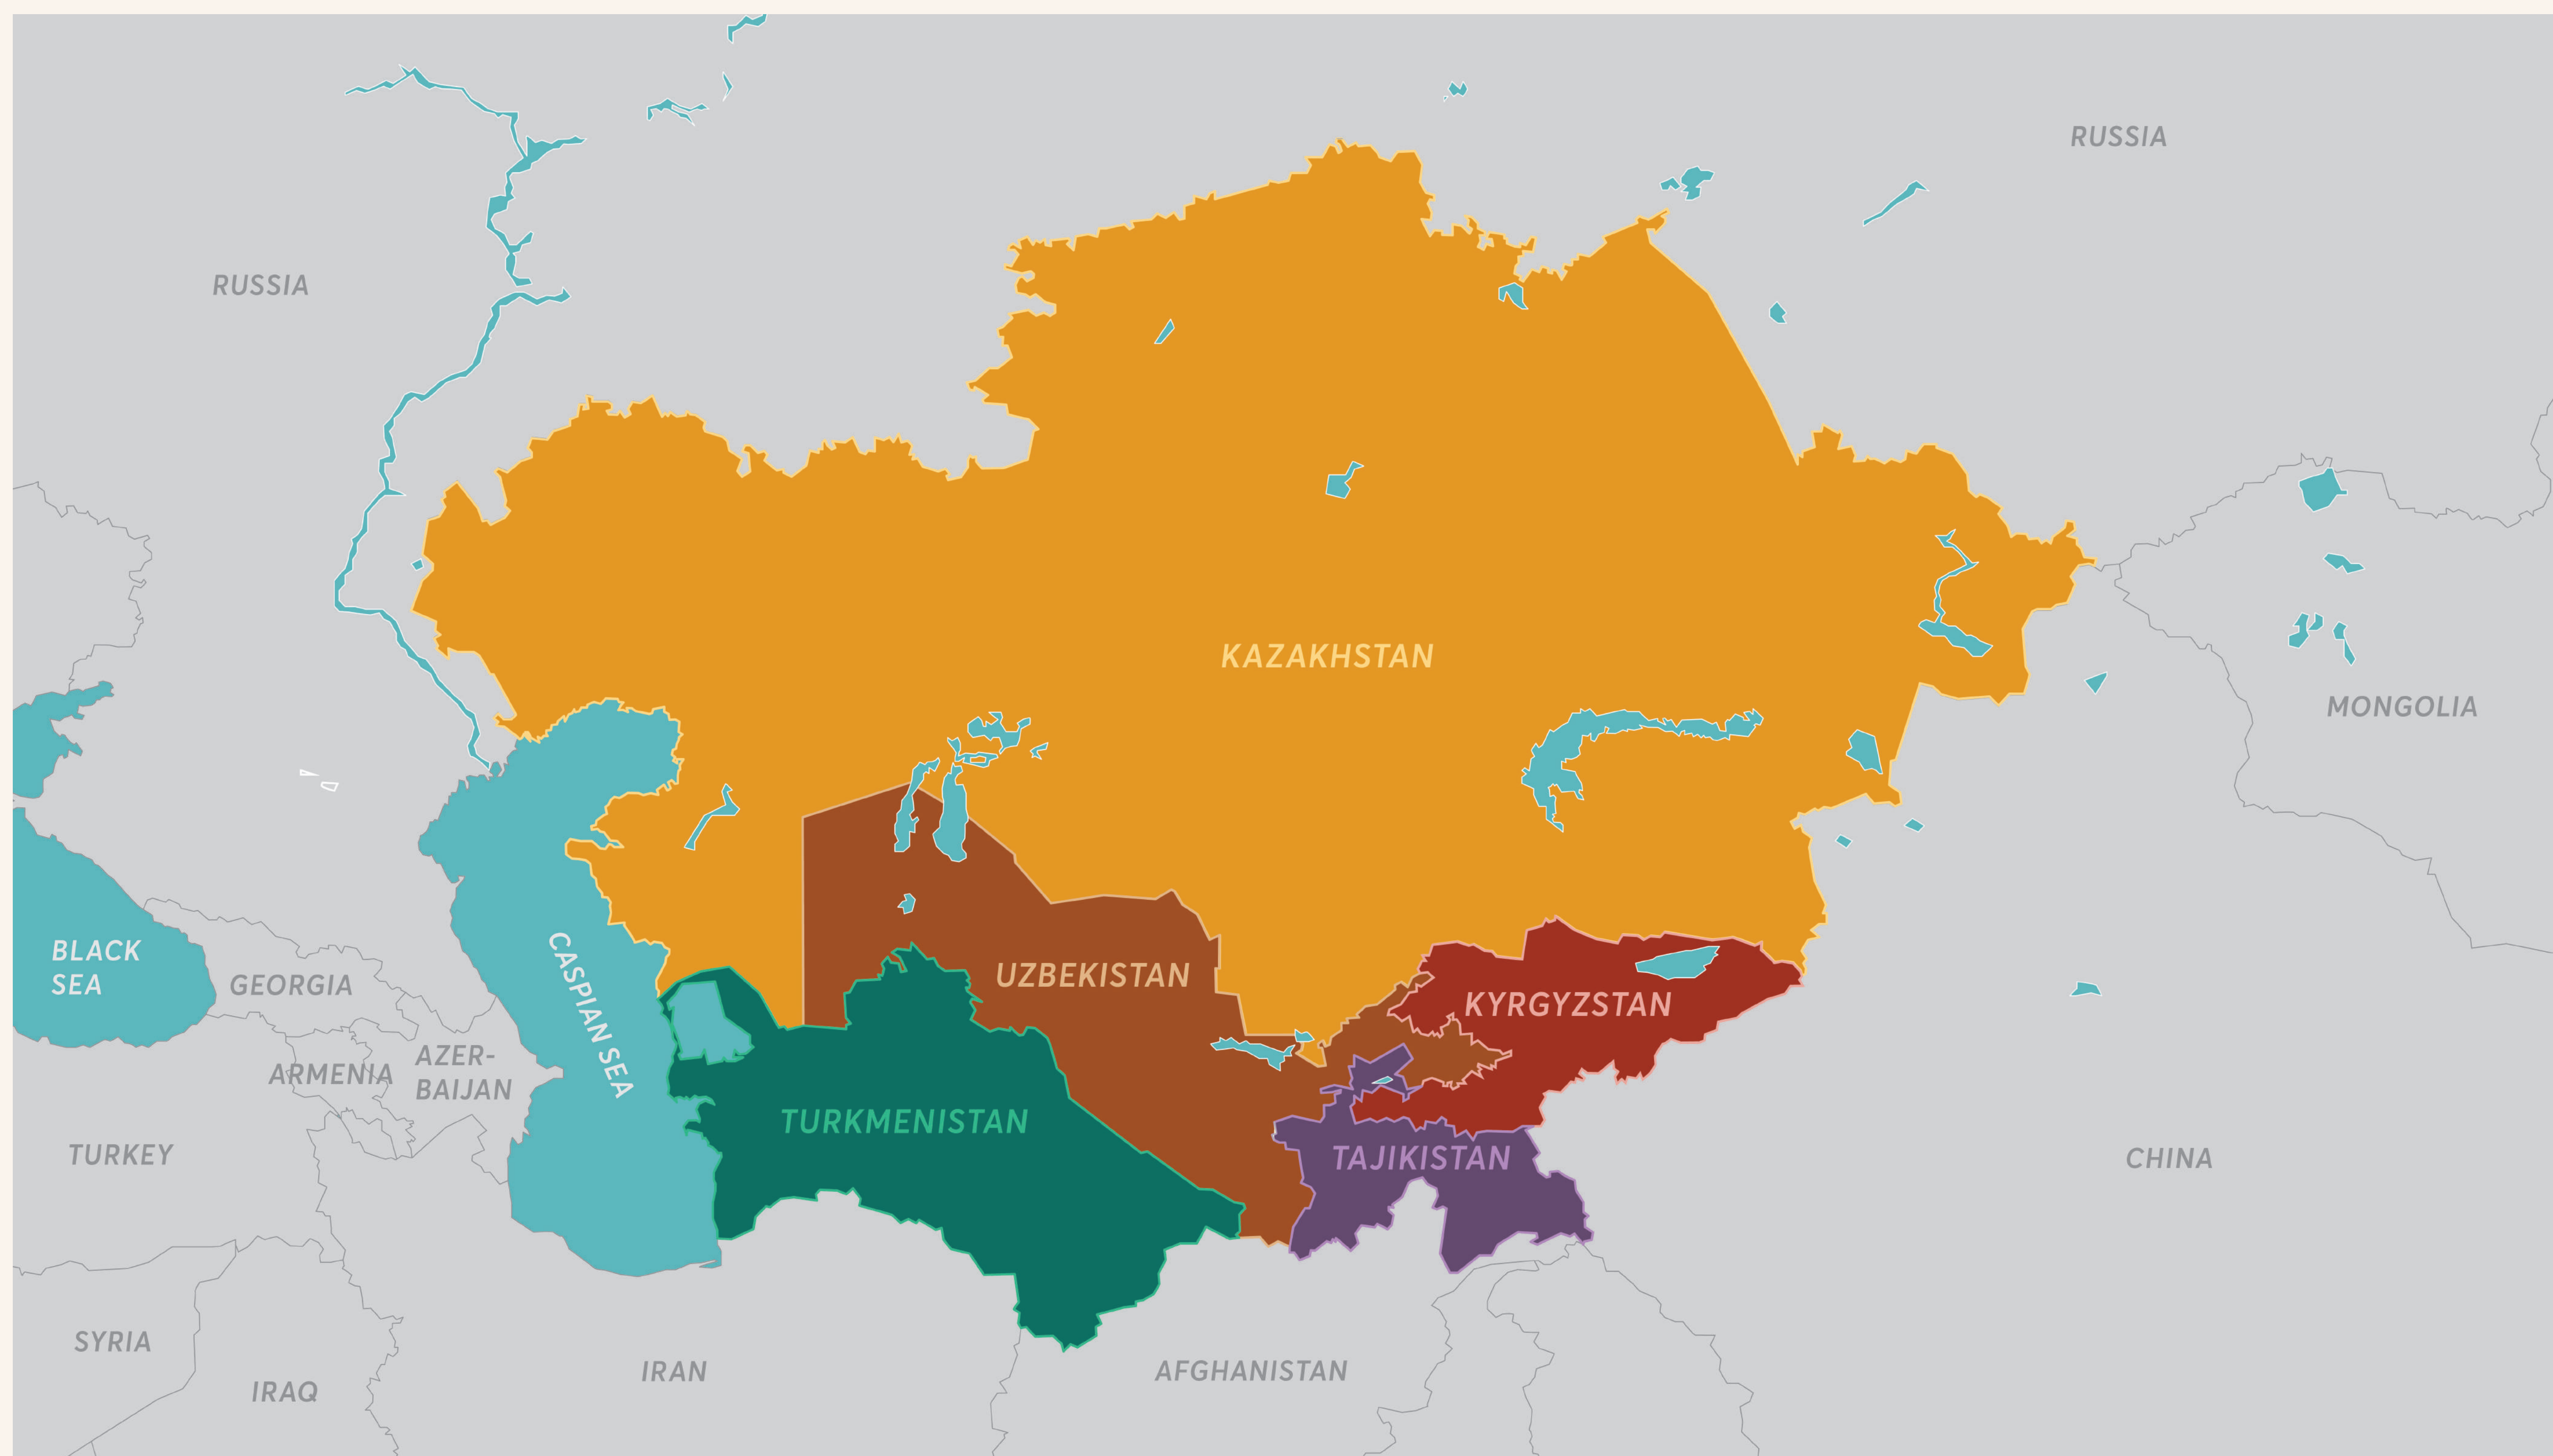 RUSSIA
RUSSIA
KAZAKHSTAN
MONGOLIA
BLACK
SEA
GEORGIA
CASPIAN SEA
UZBEKISTAN
KYRGYZSTAN
ARMENIA
AZER-
BAIJAN
TURKMENISTAN
TURKEY
TAJIKISTAN
CHINA
SYRIA
IRAQ
IRAN
AFGHANISTAN